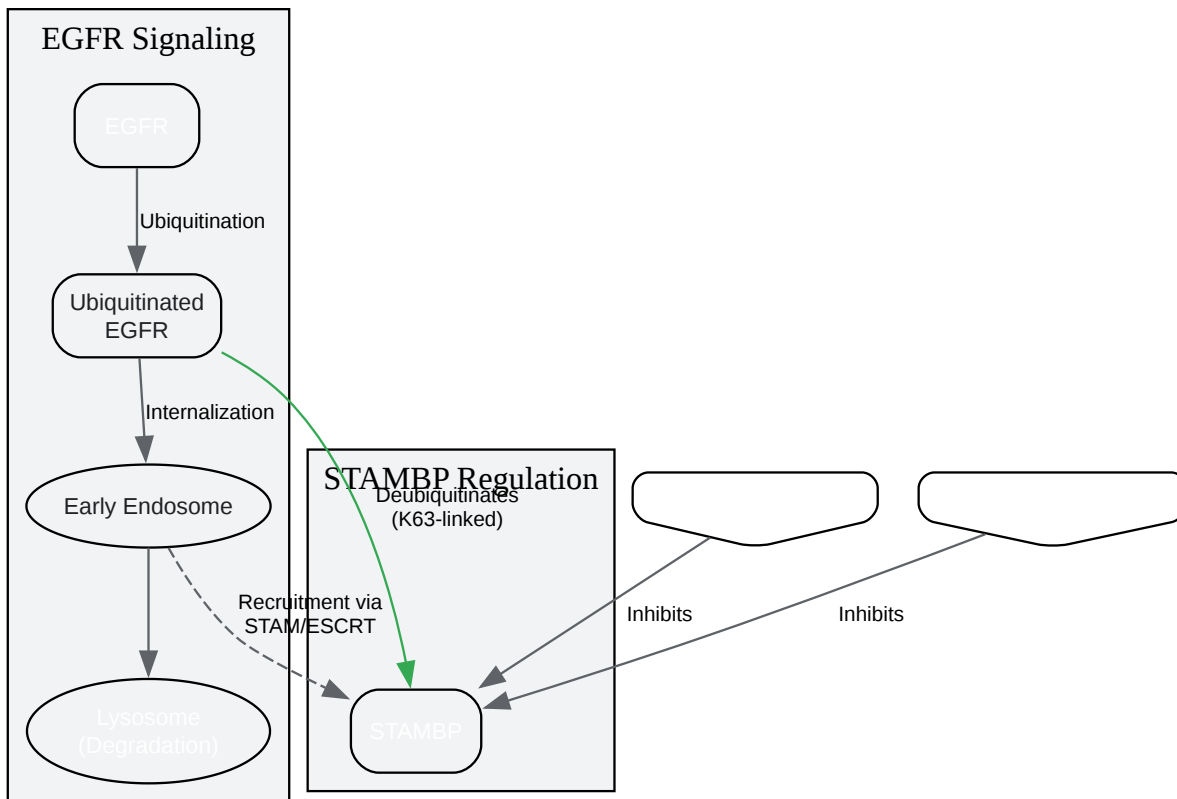 EGFR Signaling
EGFR
Ubiquitination
Ubiquitinated
EGFR
Internalization
Early Endosome
Lysosome
(Degradation)
Recruitment via
STAM/ESCRT
STAMBP Regulation
Deubiquitinates
(K63-linked)
STAMBP
Inhibits
Inhibits